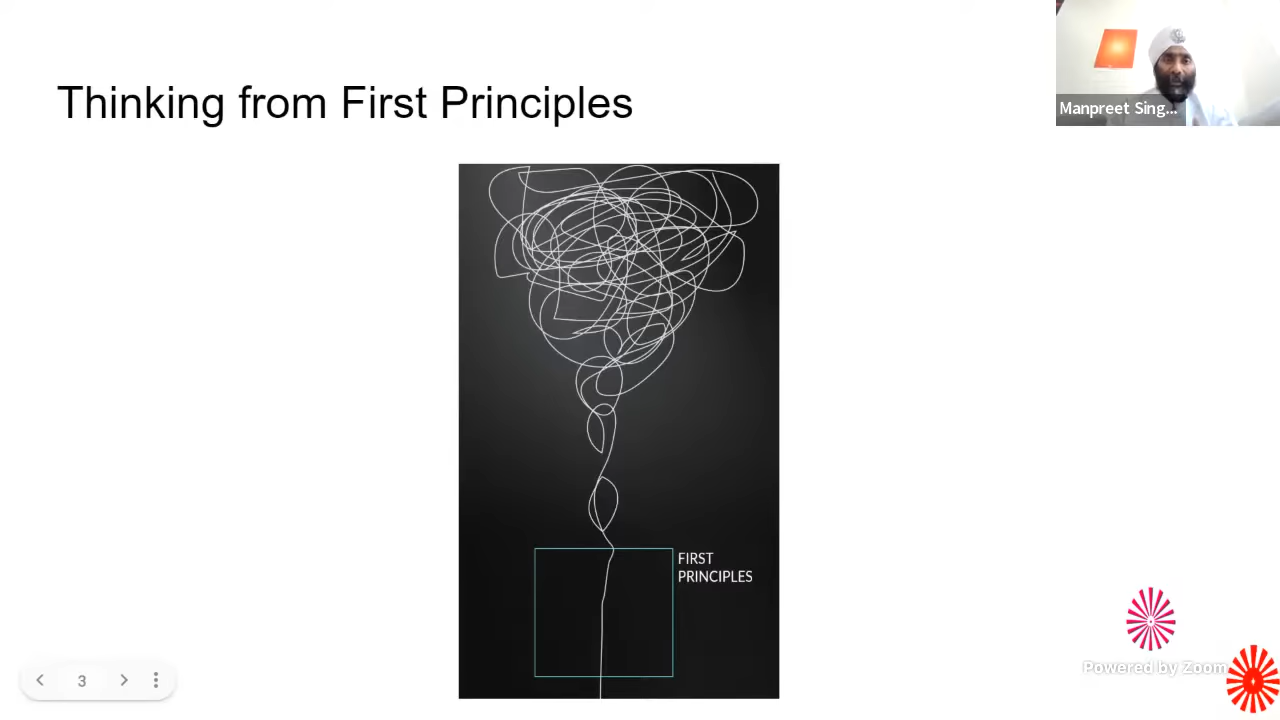 Thinking from First Principles
Manpreet Sing...
FIRST
PRINCIPLES
Powered by Zoom
3